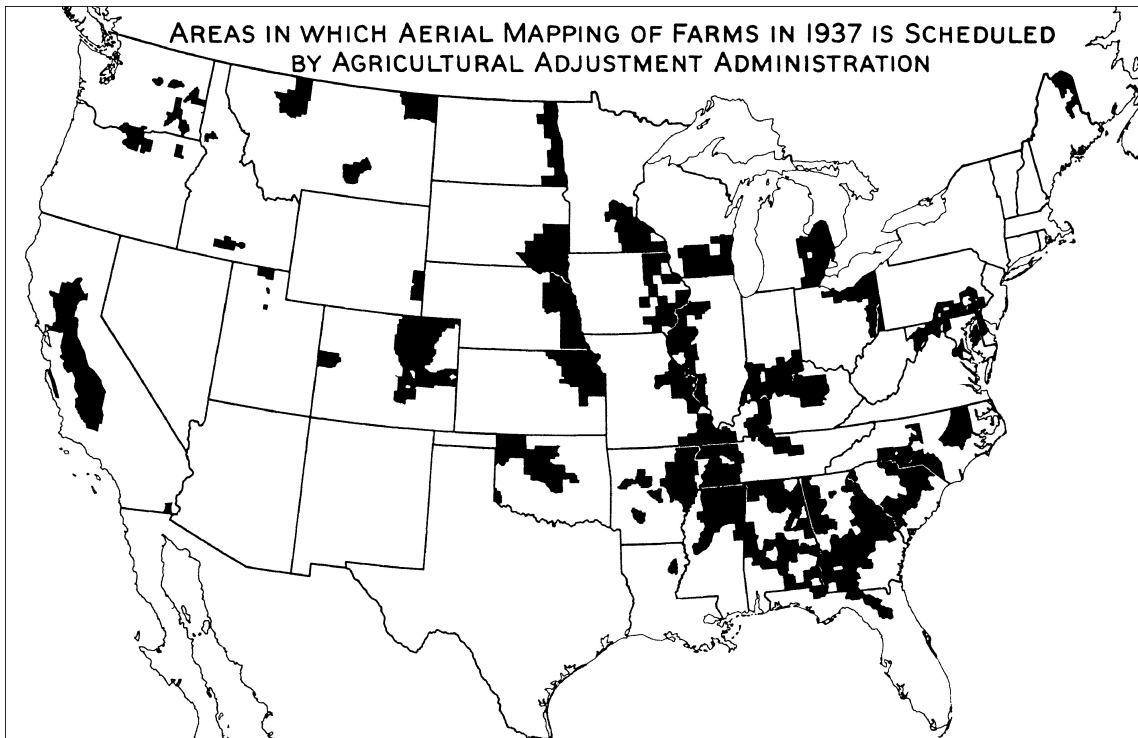 AREAS IN WHICH AERIAL MAPPING OF FARMS IN 1937 IS SCHEDULED
BY AGRICULTURAL ADJUSTMENT ADMINISTRATION